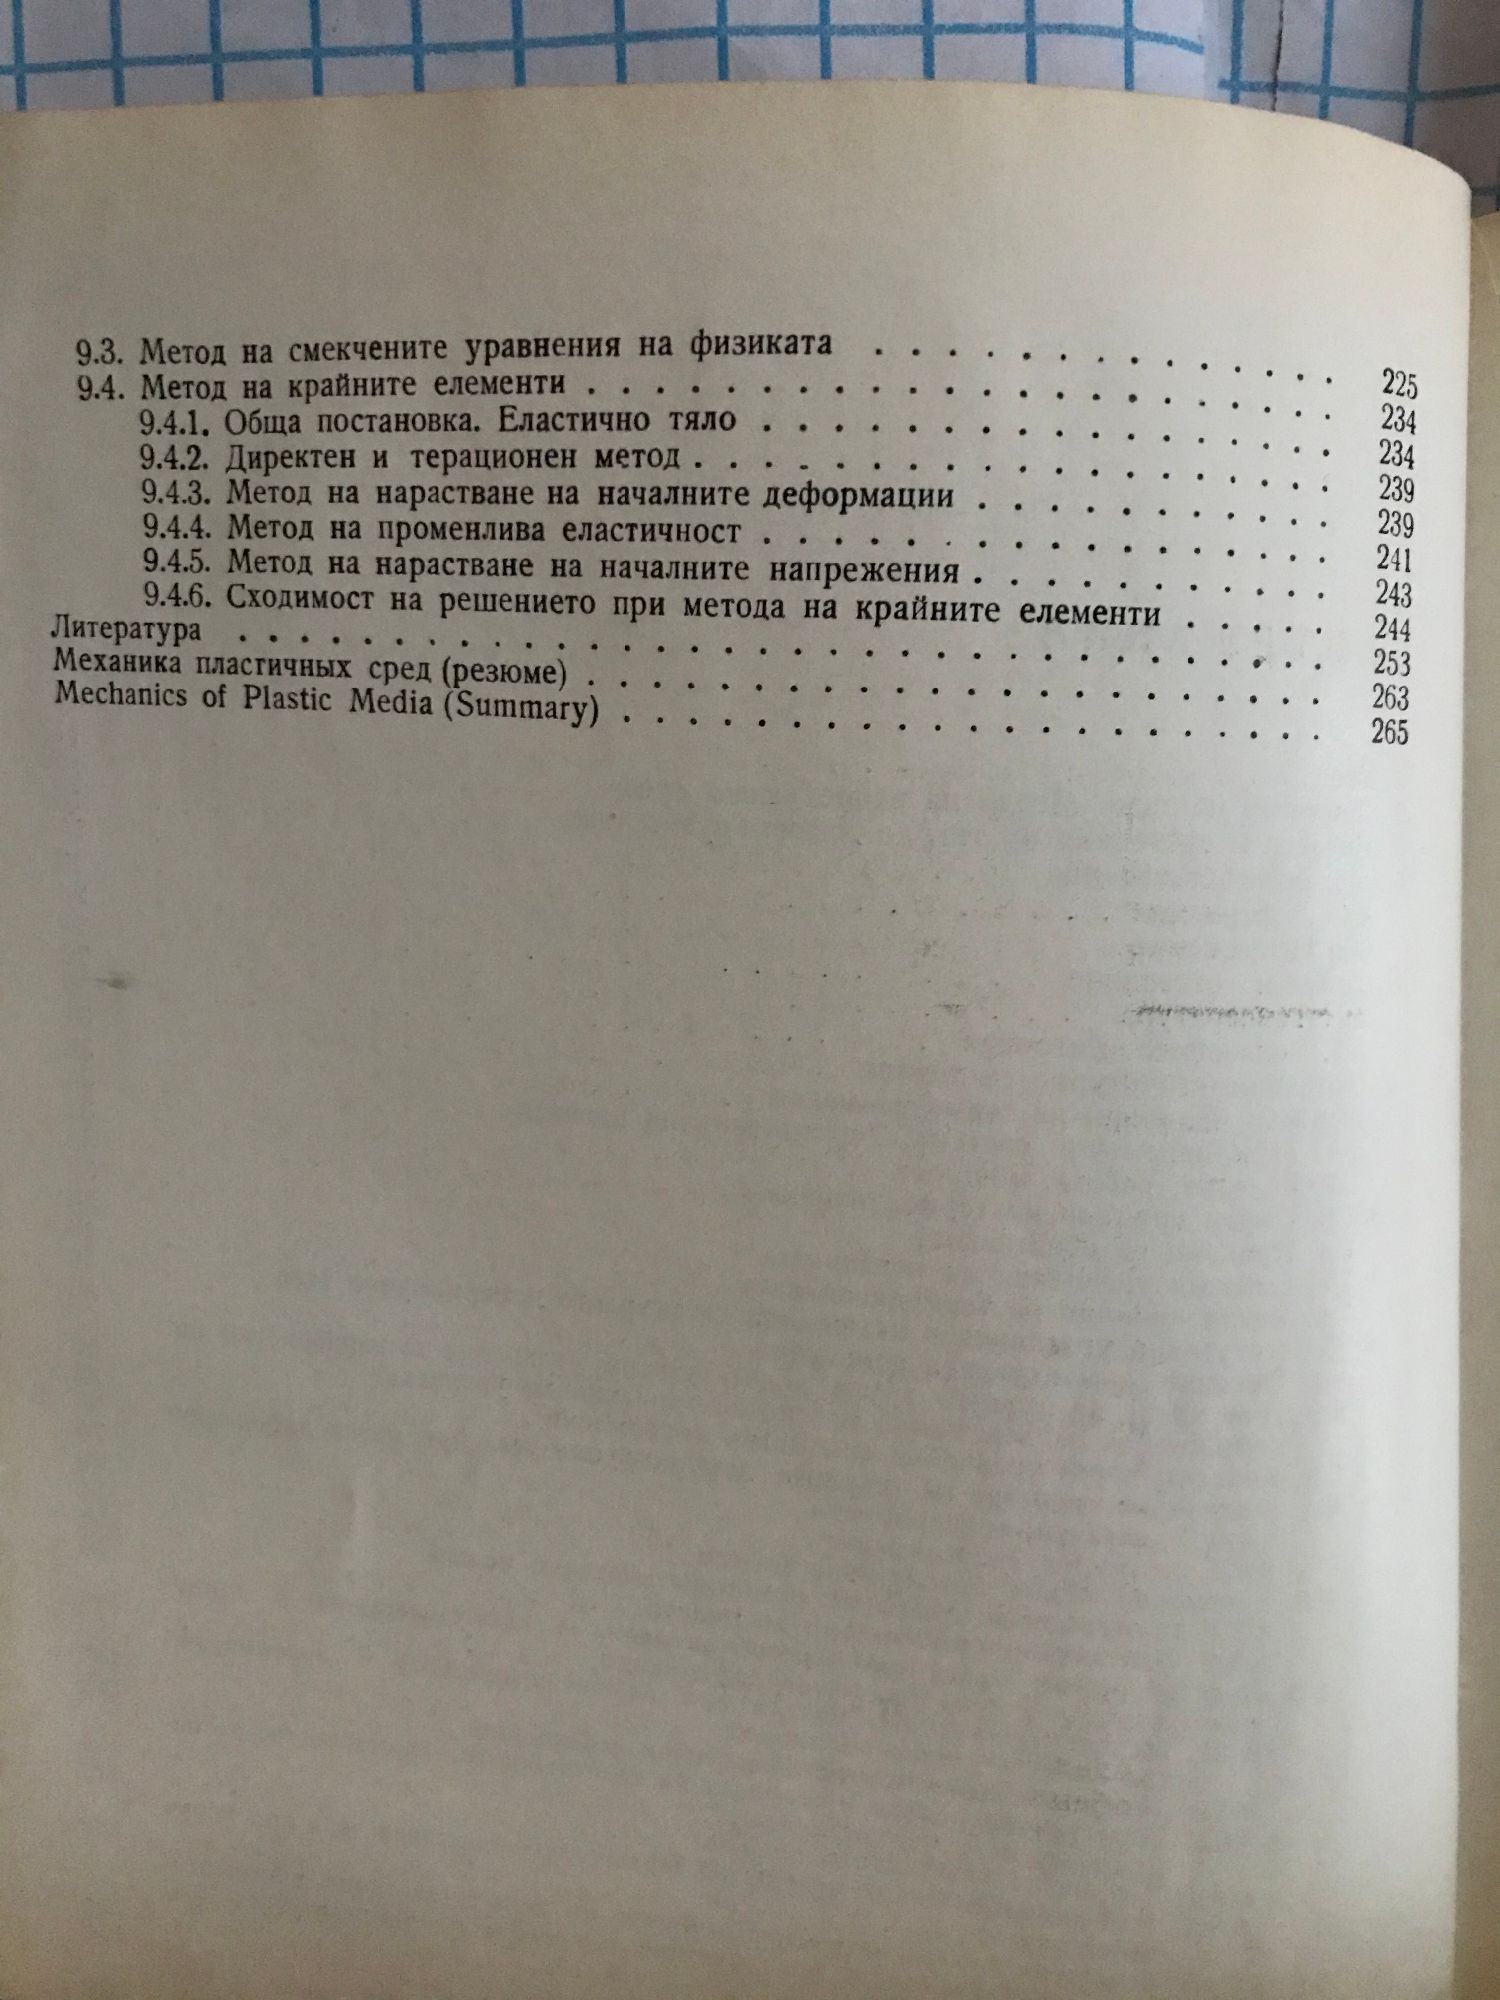 9.3. Метод на смекчените уравнения на физиката . . . . . . . . . . . . . 225
9.4. Метод на крайните елементи . . . . . . . . . . . . . . . . . . . . . 234
9.4.1. Обща постановка. Еластично тяло . . . . . . . . . . . . . . . . 234
9.4.2. Директен и терационен метод . . . . . . . . . . . . . . . . . . 239
9.4.3. Метод на нарастване на началните деформации . . . . . . . . . . 239
9.4.4. Метод на променлива еластичност . . . . . . . . . . . . . . . . 241
9.4.5. Метод на нарастване на началните напрежения . . . . . . . . . . 243
9.4.6. Сходимост на решението при метода на крайните елементи . . . . . 244
Литература . . . . . . . . . . . . . . . . . . . . . . . . . . . . . . . 253
Механика пластичных сред (резюме) . . . . . . . . . . . . . . . . . . . . 263
Mechanics of Plastic Media (Summary) . . . . . . . . . . . . . . . . . . . 265